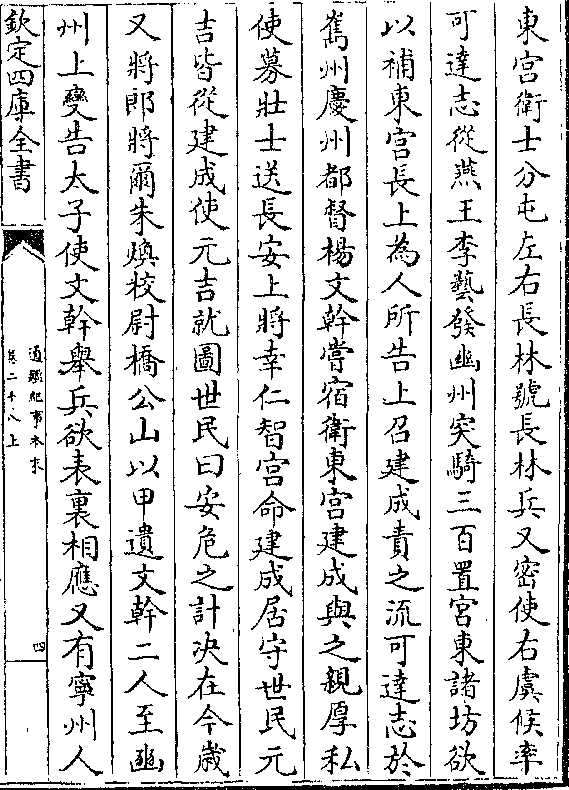 東宫衛士分屯左右長林號長林兵又密使右虞候率
可達志從燕王李藝發幽州突騎三百置宫東諸坊欲
以補東宫長上為人所告上召建成責之流可達志於
嶲州慶州都督楊文幹嘗宿衛東宫建成與之親厚私
使募壯士送長安上將幸仁智宫命建成居守世民元
吉皆從建成使元吉就圖世民曰安危之計决在今歳
又將郎將爾朱煥校尉橋公山以甲遺文幹二人至豳
州上變告太子使文幹舉兵欲表裏相應又有寧州人
欽定四庫全書
通鑑紀事本末
卷二十八上
四